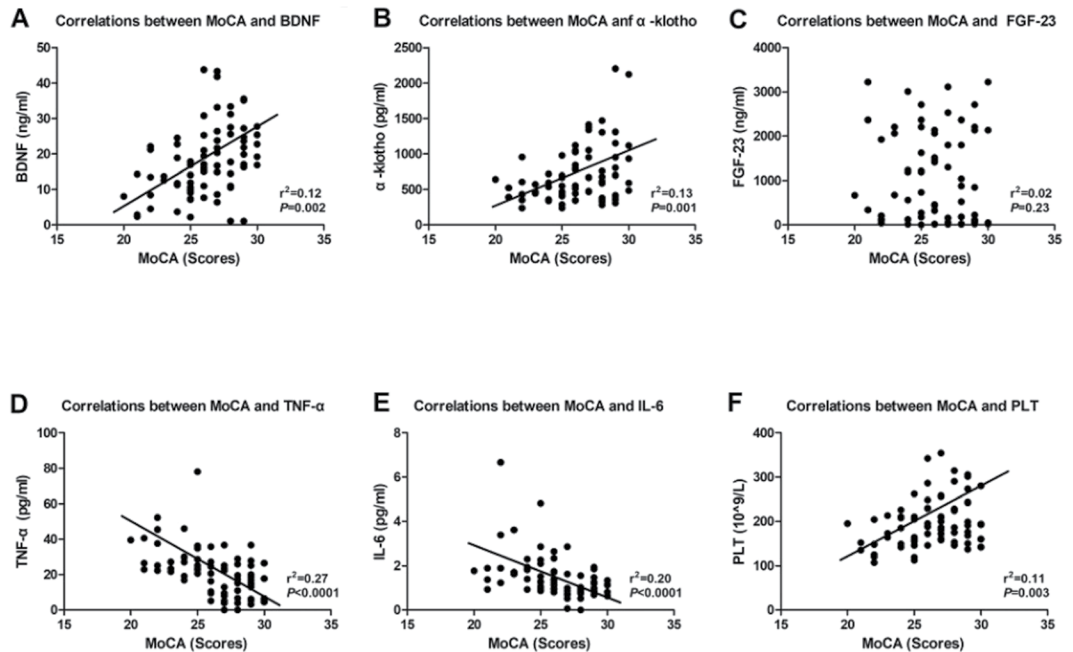 A
Correlations between MoCA and BDNF
50
40
30
20
10
0
BDNF (ng/ml)
r²=0.12
P=0.002
15 20 25 30 35
MoCA (Scores)
B
Correlations between MoCA anf α -klotho
2500
2000
1500
1000
500
0
α -klotho (pg/ml)
r²=0.13
P=0.001
15 20 25 30 35
MoCA (Scores)
C
Correlations between MoCA and FGF-23
4000
3000
2000
1000
0
FGF-23 (ng/ml)
r²=0.02
P=0.23
15 20 25 30 35
MoCA (Scores)
D
Correlations between MoCA and TNF-α
100
80
60
40
20
0
TNF-α (pg/ml)
r²=0.27
P<0.0001
15 20 25 30 35
MoCA (Scores)
E
Correlations between MoCA and IL-6
8
6
4
2
0
IL-6 (pg/ml)
r²=0.20
P<0.0001
15 20 25 30 35
MoCA (Scores)
F
Correlations between MoCA and PLT
400
300
200
100
0
PLT (10^9/L)
r²=0.11
P=0.003
15 20 25 30 35
MoCA (Scores)